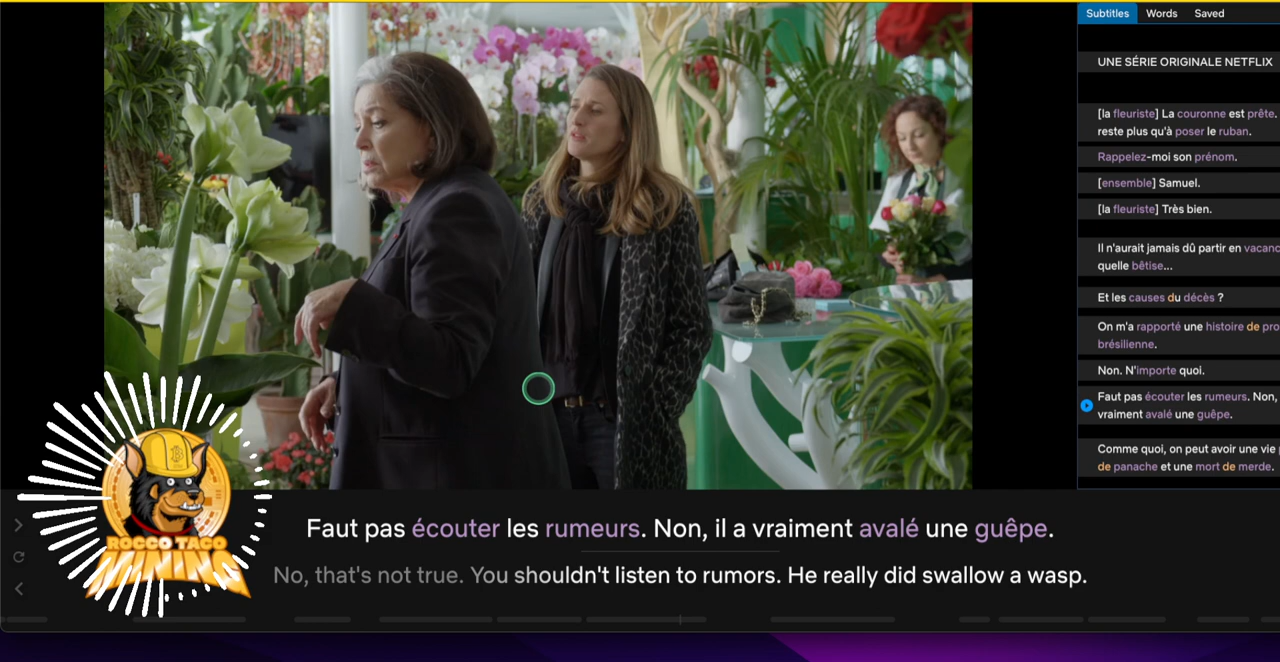 Subtitles Words Saved
UNE SÉRIE ORIGINALE NETFLIX
[la fleuriste] La couronne est prête.
reste plus qu'à poser le ruban.
Rappelez-moi son prénom.
[ensemble] Samuel.
[la fleuriste] Très bien.
Il n'aurait jamais dû partir en vacanc
quelle bêtise...
Et les causes du décès ?
On m'a rapporté une histoire de pro
brésilienne.
Non. N'importe quoi.
Faut pas écouter les rumeurs. Non,
vraiment avalé une guêpe.
Comme quoi, on peut avoir une vie p
de panache et une mort de merde.
ROCCO TACO
MINING
Faut pas écouter les rumeurs. Non, il a vraiment avalé une guêpe.
No, that's not true. You shouldn't listen to rumors. He really did swallow a wasp.